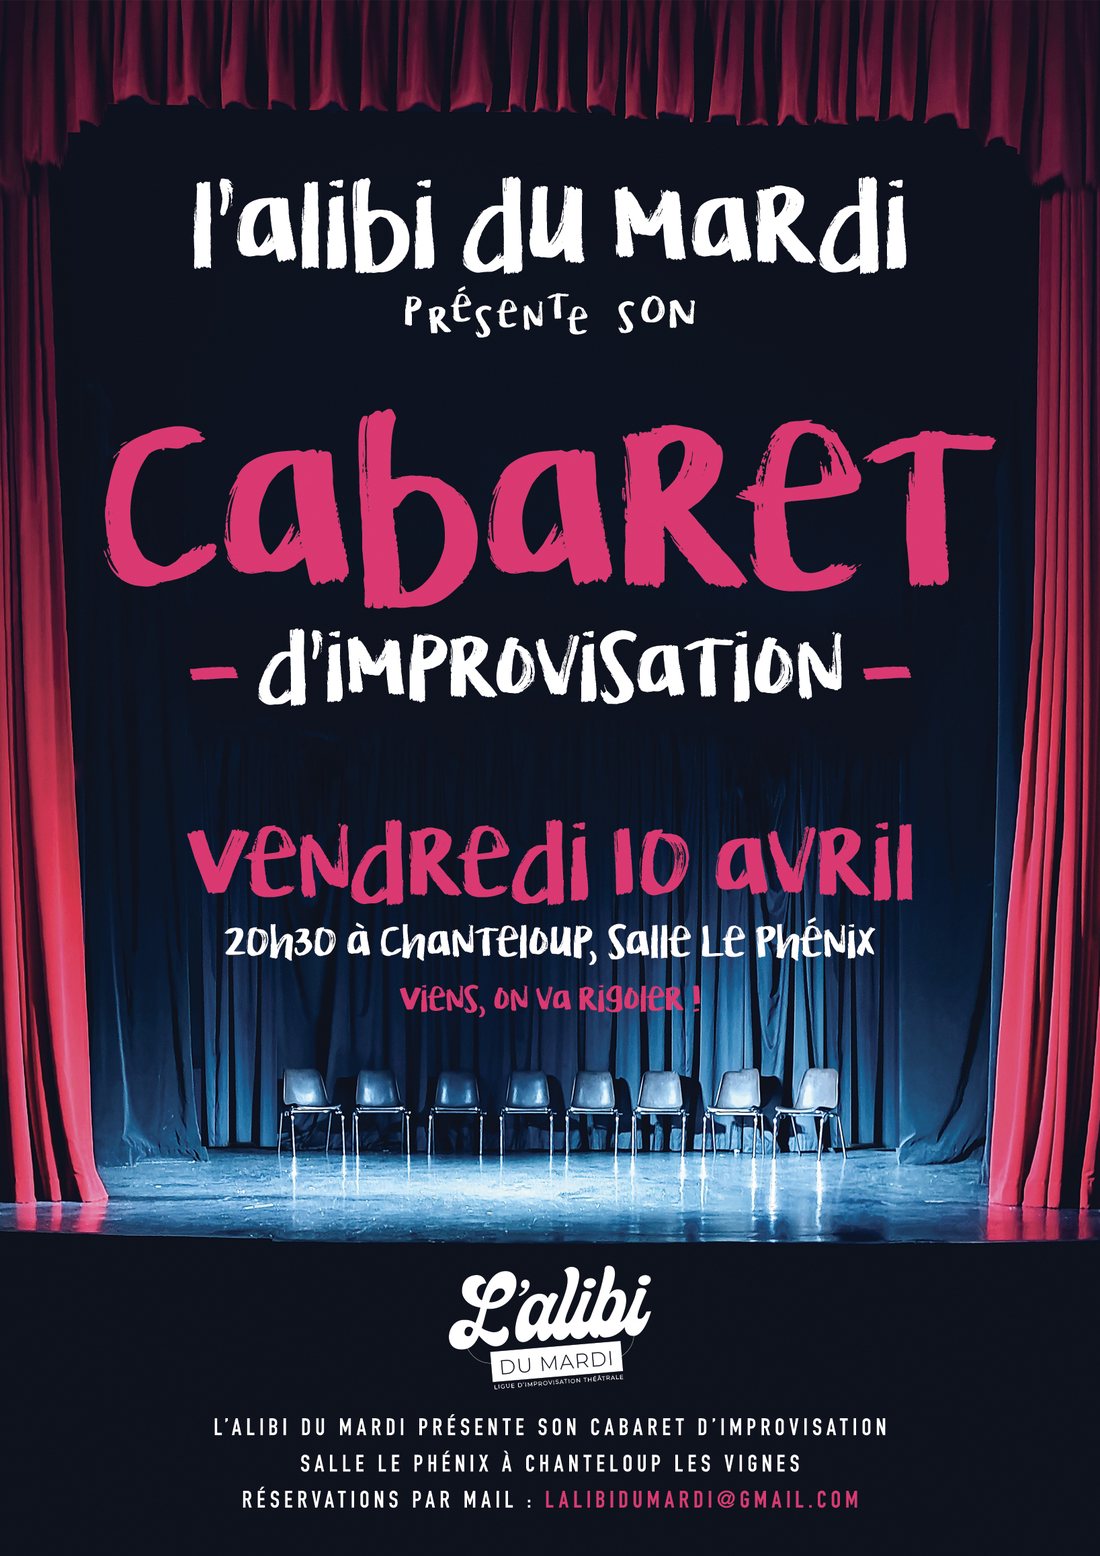 l'alibi du mardi
présente son
Cabaret
- d'improvisation -
vendredi 10 avril
20h30 à Chanteloup, Salle Le Phénix
viens, on va rigoler !
L'alibi
DU MARDI
LIGUE D'IMPROVISATION THÉÂTRALE
L'ALIBI DU MARDI PRÉSENTE SON CABARET D'IMPROVISATION
SALLE LE PHÉNIX À CHANTELOUP LES VIGNES
RÉSERVATIONS PAR MAIL : LALIBIDUMARDI@GMAIL.COM